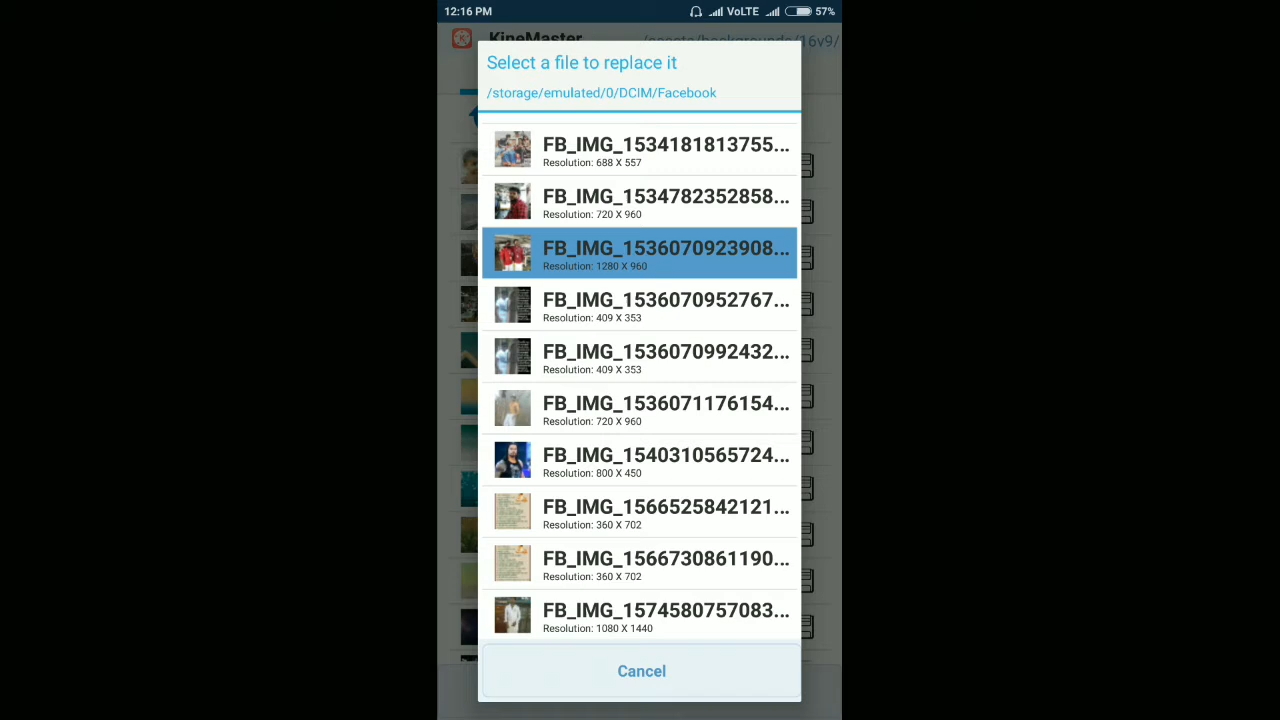 12:16 PM
VoLTE
57%
KineMaster
Select a file to replace it
/storage/emulated/0/DCIM/Facebook
FB_IMG_1534181813755...
Resolution: 688 X 557
FB_IMG_1534782352858...
Resolution: 720 X 960
FB_IMG_1536070923908...
Resolution: 1280 X 960
FB_IMG_1536070952767...
Resolution: 409 X 353
FB_IMG_1536070992432...
Resolution: 409 X 353
FB_IMG_1536071176154...
Resolution: 720 X 960
FB_IMG_1540310565724...
Resolution: 800 X 450
FB_IMG_1566525842121...
Resolution: 360 X 702
FB_IMG_1566730861190...
Resolution: 360 X 702
FB_IMG_1574580757083...
Resolution: 1080 X 1440
Cancel